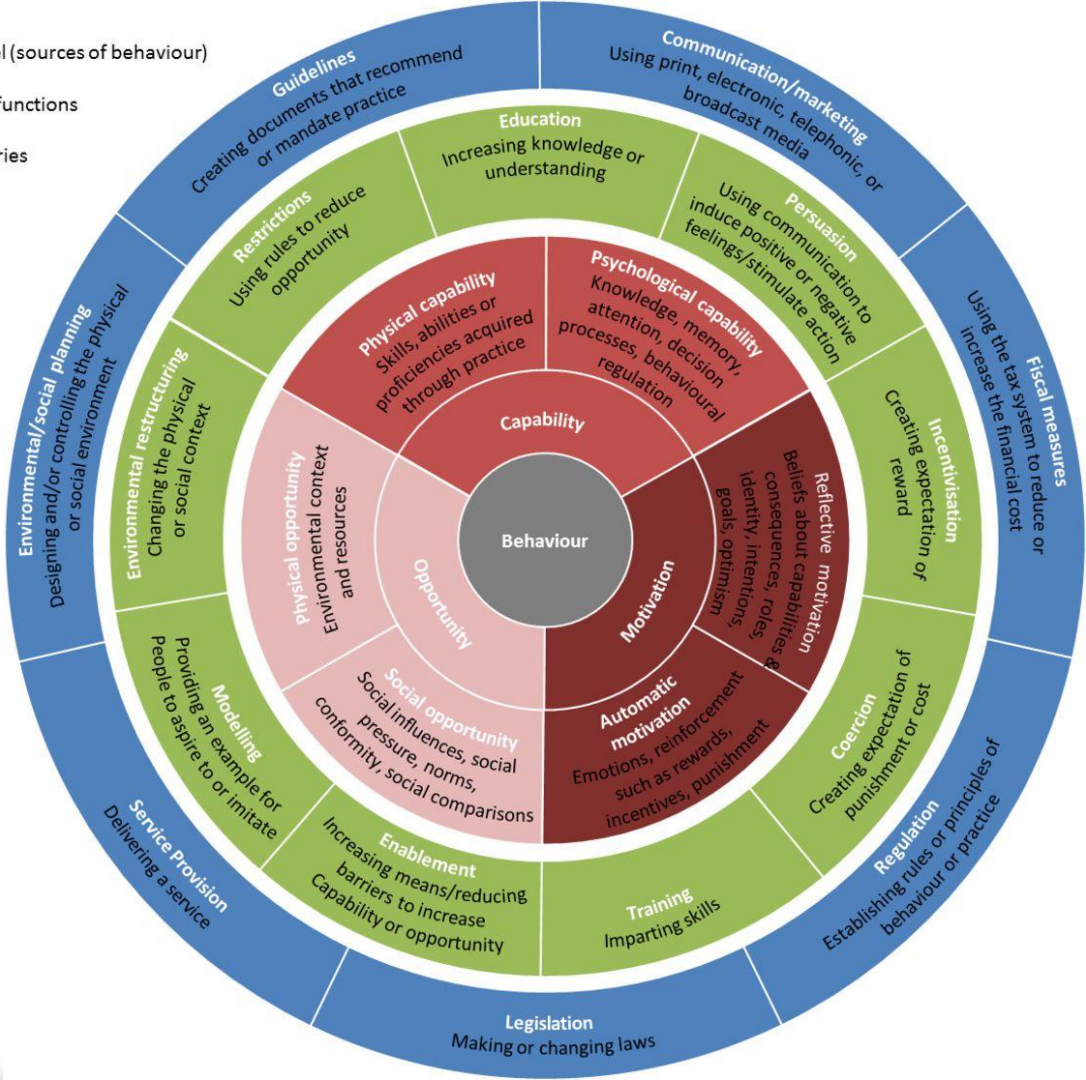 el (sources of behaviour)
functions
ries
Guidelines
Creating documents that recommend
or mandate practice
Communication/marketing
Using print, electronic, telephonic, or
broadcast media
Fiscal measures
Using the tax system to reduce or
increase the financial cost
Regulation
Establishing rules or principles of
behaviour or practice
Legislation
Making or changing laws
Service Provision
Delivering a service
Environmental/social planning
Designing and/or controlling the physical
or social environment
Education
Increasing knowledge or
understanding
Persuasion
Using communication to
induce positive or negative
feelings/stimulate action
Incentivisation
Creating expectation of
reward
Coercion
Creating expectation of
punishment or cost
Training
Imparting skills
Enablement
Increasing means/reducing
barriers to increase
Capability or opportunity
Modelling
Providing an example for
People to aspire to or imitate
Environmental restructuring
Changing the physical
or social context
Restrictions
Using rules to reduce
opportunity
Physical capability
Skills, abilities or
proficiencies acquired
through practice
Psychological capability
Knowledge, memory,
attention, decision
processes, behavioural
regulation
Reflective motivation
Beliefs about capabilities &
consequences, roles,
identity, intentions,
goals, optimism
Automatic
motivation
Emotions, reinforcement
such as rewards,
incentives, punishment
Social opportunity
Social influences, social
pressure, norms,
conformity, social comparisons
Physical opportunity
Environmental context
and resources
Capability
Motivation
Opportunity
Behaviour